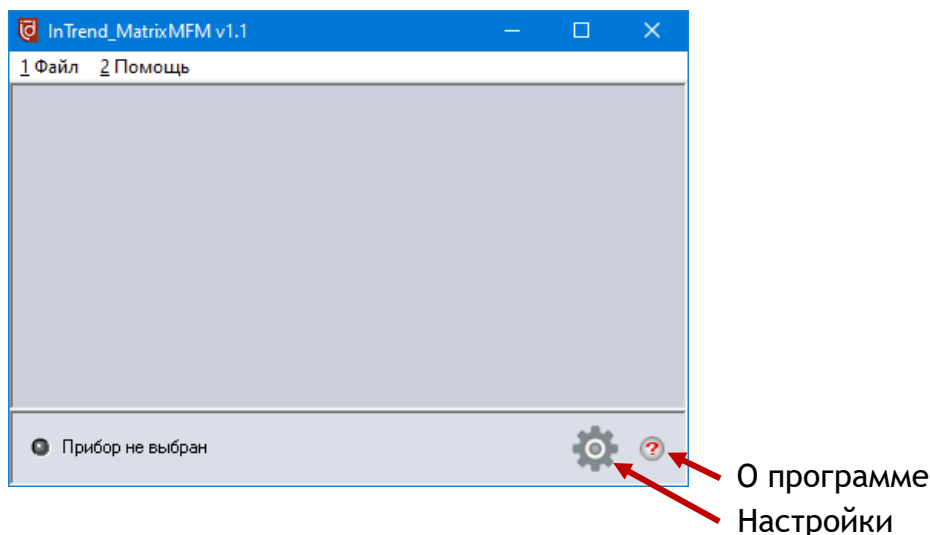 InTrend_MatrixMFM v1.1
1 Файл 2 Помощь
Прибор не выбран
О программе
Настройки